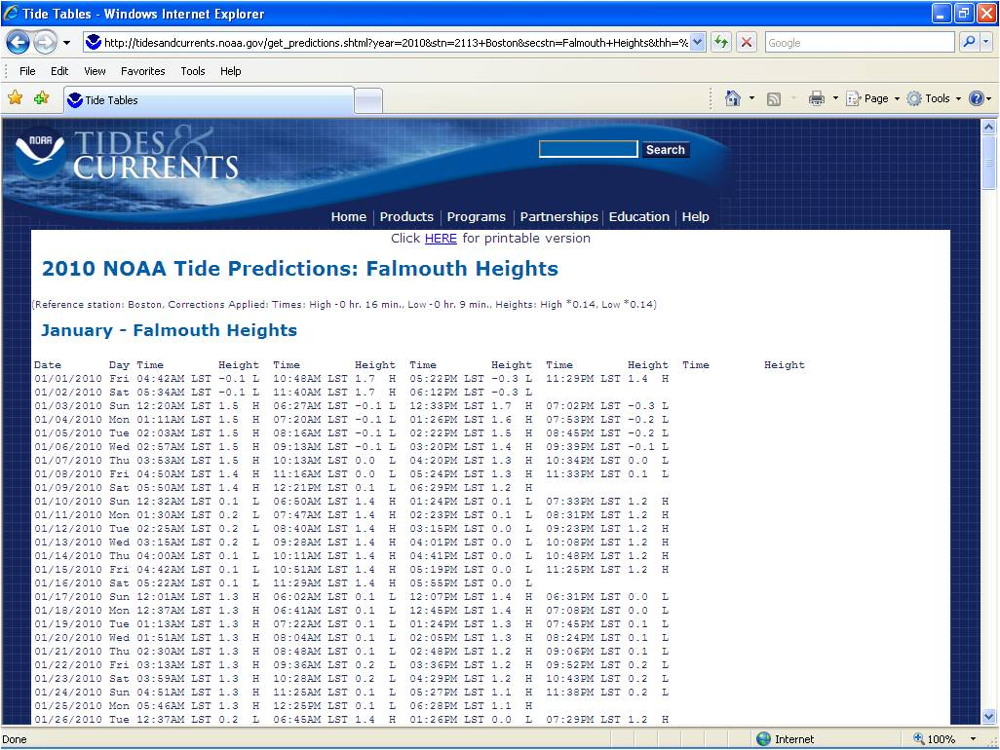 Tide Tables - Windows Internet Explorer
http://tidesandcurrents.noaa.gov/get_predictions.shtml?year=2010&stn=2113+Boston&secstn=Falmouth+Heights&thh=%
Google
File Edit View Favorites Tools Help
Tide Tables
Page Tools
NOAA
TIDES & CURRENTS
Search
Home Products Programs Partnerships Education Help
Click HERE for printable version
2010 NOAA Tide Predictions: Falmouth Heights
(Reference station: Boston, Corrections Applied: Times: High -0 hr. 16 min., Low -0 hr. 9 min., Heights: High *0.14, Low *0.14)
January - Falmouth Heights
Date Day Time Height Time Height Time Height Time Height Time Height
01/01/2010 Fri 04:42AM LST -0.1 L 10:48AM LST 1.7 H 05:22PM LST -0.3 L 11:29PM LST 1.4 H
01/02/2010 Sat 05:34AM LST -0.1 L 11:40AM LST 1.7 H 06:12PM LST -0.3 L
01/03/2010 Sun 12:20AM LST 1.5 H 06:27AM LST -0.1 L 12:33PM LST 1.7 H 07:02PM LST -0.3 L
01/04/2010 Mon 01:11AM LST 1.5 H 07:20AM LST -0.1 L 01:26PM LST 1.6 H 07:53PM LST -0.2 L
01/05/2010 Tue 02:03AM LST 1.5 H 08:16AM LST -0.1 L 02:22PM LST 1.5 H 08:45PM LST -0.2 L
01/06/2010 Wed 02:57AM LST 1.5 H 09:13AM LST -0.1 L 03:20PM LST 1.4 H 09:39PM LST -0.1 L
01/07/2010 Thu 03:53AM LST 1.5 H 10:13AM LST 0.0 L 04:20PM LST 1.3 H 10:34PM LST 0.0 L
01/08/2010 Fri 04:50AM LST 1.4 H 11:16AM LST 0.0 L 05:24PM LST 1.3 H 11:33PM LST 0.1 L
01/09/2010 Sat 05:50AM LST 1.4 H 12:21PM LST 0.1 L 06:29PM LST 1.2 H
01/10/2010 Sun 12:32AM LST 0.1 L 06:50AM LST 1.4 H 01:24PM LST 0.1 L 07:33PM LST 1.2 H
01/11/2010 Mon 01:30AM LST 0.2 L 07:47AM LST 1.4 H 02:23PM LST 0.1 L 08:31PM LST 1.2 H
01/12/2010 Tue 02:25AM LST 0.2 L 08:40AM LST 1.4 H 03:15PM LST 0.0 L 09:23PM LST 1.2 H
01/13/2010 Wed 03:15AM LST 0.2 L 09:28AM LST 1.4 H 04:01PM LST 0.0 L 10:08PM LST 1.2 H
01/14/2010 Thu 04:00AM LST 0.1 L 10:11AM LST 1.4 H 04:41PM LST 0.0 L 10:48PM LST 1.2 H
01/15/2010 Fri 04:42AM LST 0.1 L 10:51AM LST 1.4 H 05:19PM LST 0.0 L 11:25PM LST 1.2 H
01/16/2010 Sat 05:22AM LST 0.1 L 11:29AM LST 1.4 H 05:55PM LST 0.0 L
01/17/2010 Sun 12:01AM LST 1.3 H 06:02AM LST 0.1 L 12:07PM LST 1.4 H 06:31PM LST 0.0 L
01/18/2010 Mon 12:37AM LST 1.3 H 06:41AM LST 0.1 L 12:45PM LST 1.4 H 07:08PM LST 0.0 L
01/19/2010 Tue 01:13AM LST 1.3 H 07:22AM LST 0.1 L 01:24PM LST 1.3 H 07:45PM LST 0.1 L
01/20/2010 Wed 01:51AM LST 1.3 H 08:04AM LST 0.1 L 02:05PM LST 1.3 H 08:24PM LST 0.1 L
01/21/2010 Thu 02:30AM LST 1.3 H 08:48AM LST 0.1 L 02:48PM LST 1.2 H 09:06PM LST 0.1 L
01/22/2010 Fri 03:13AM LST 1.3 H 09:36AM LST 0.2 L 03:36PM LST 1.2 H 09:52PM LST 0.2 L
01/23/2010 Sat 03:59AM LST 1.3 H 10:28AM LST 0.2 L 04:29PM LST 1.2 H 10:43PM LST 0.2 L
01/24/2010 Sun 04:51AM LST 1.3 H 11:25AM LST 0.1 L 05:27PM LST 1.1 H 11:38PM LST 0.2 L
01/25/2010 Mon 05:46AM LST 1.3 H 12:25PM LST 0.1 L 06:28PM LST 1.1 H
01/26/2010 Tue 12:37AM LST 0.2 L 06:45AM LST 1.4 H 01:26PM LST 0.0 L 07:29PM LST 1.2 H
Done Internet 100%